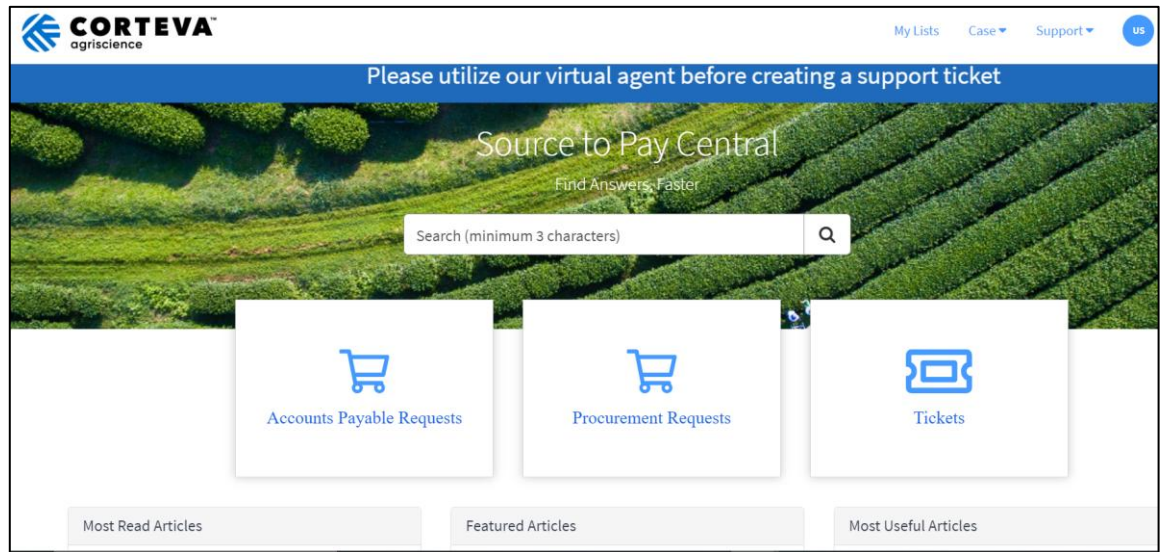 CORTEVA™
agriscience
My Lists Case Support US
Please utilize our virtual agent before creating a support ticket
Source to Pay Central
Find Answers, Faster
Search (minimum 3 characters)
Accounts Payable Requests Procurement Requests Tickets
Most Read Articles Featured Articles Most Useful Articles